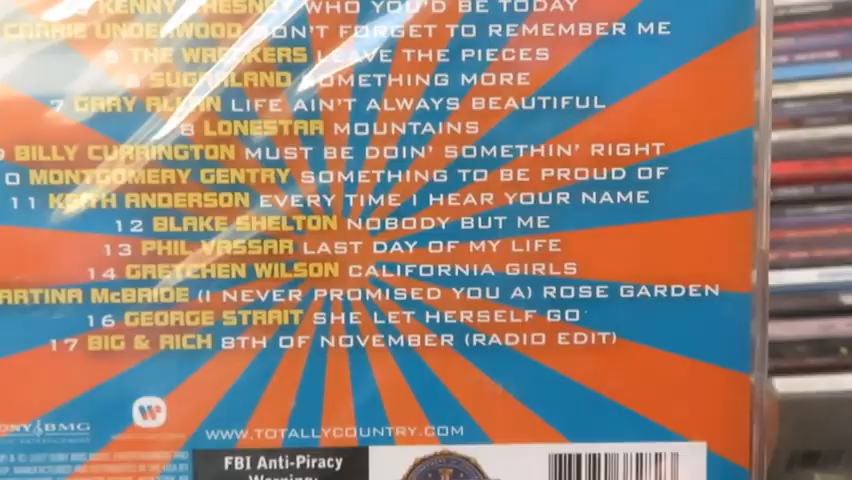 KENNY CHESNEY WHO YOU'D BE TODAY
CARRIE UNDERWOOD DON'T FORGET TO REMEMBER ME
THE WRECKERS LEAVE THE PIECES
SUGARLAND SOMETHING MORE
7 GARY ALLAN LIFE AIN'T ALWAYS BEAUTIFUL
8 LONESTAR MOUNTAINS
BILLY CURRINGTON MUST BE DOIN' SOMETHIN' RIGHT
0 MONTGOMERY GENTRY SOMETHING TO BE PROUD OF
11 KEITH ANDERSON EVERY TIME I HEAR YOUR NAME
12 BLAKE SHELTON NOBODY BUT ME
13 PHIL VASSAR LAST DAY OF MY LIFE
14 GRETCHEN WILSON CALIFORNIA GIRLS
ARTINA McBRIDE (I NEVER PROMISED YOU A) ROSE GARDEN
16 GEORGE STRAIT SHE LET HERSELF GO
17 BIG & RICH 8TH OF NOVEMBER (RADIO EDIT)
ONY BMG
WWW.TOTALLYCOUNTRY.COM
FBI Anti-Piracy
Warning: